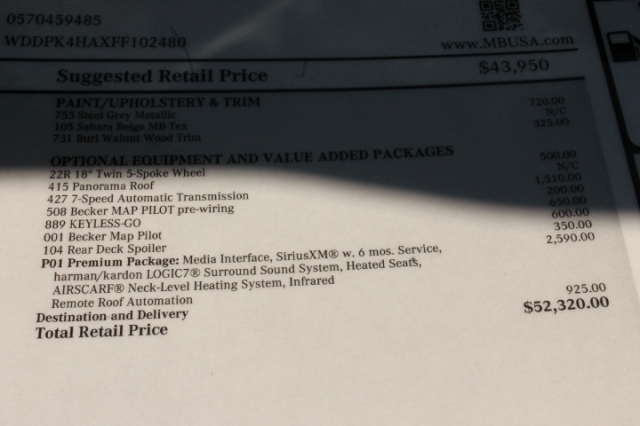 0570459485
WDDPK4HAXFF102480
www.MBUSA.com
Suggested Retail Price $43,950
PAINT/UPHOLSTERY & TRIM
755 Steel Grey Metallic 720.00
105 Sahara Beige MB-Tex N/C
731 Burl Walnut Wood Trim 325.00
OPTIONAL EQUIPMENT AND VALUE ADDED PACKAGES
22R 18" Twin 5-Spoke Wheel 500.00
415 Panorama Roof N/C
427 7-Speed Automatic Transmission 1,510.00
508 Becker MAP PILOT pre-wiring 200.00
889 KEYLESS-GO 650.00
001 Becker Map Pilot 600.00
104 Rear Deck Spoiler 350.00
P01 Premium Package: Media Interface, SiriusXM® w. 6 mos. Service, 2,590.00
harman/kardon LOGIC7® Surround Sound System, Heated Seats,
AIRSCARF® Neck-Level Heating System, Infrared
Remote Roof Automation
Destination and Delivery 925.00
Total Retail Price $52,320.00